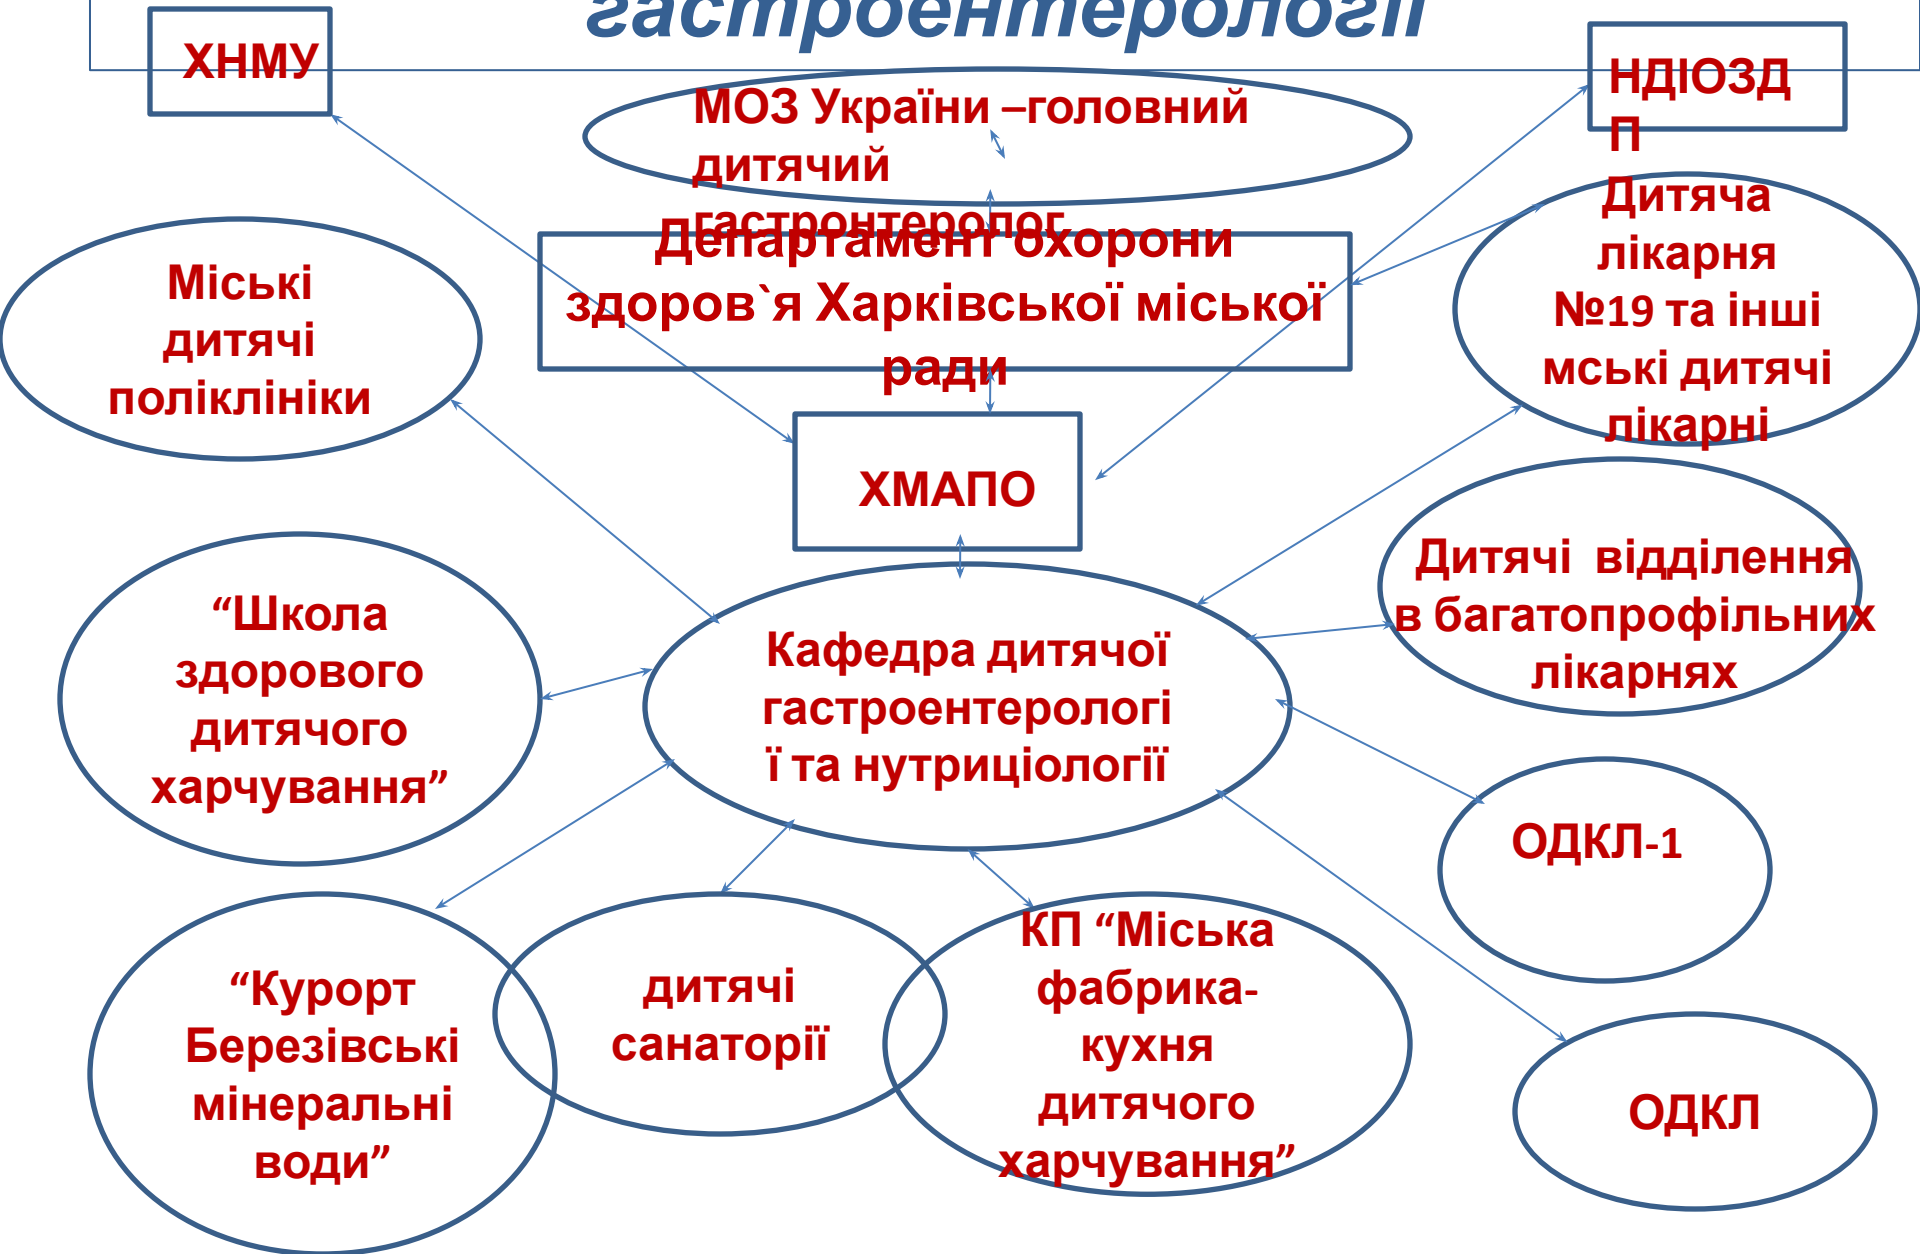 гастроентерології
ХНМУ
НДІОЗД
П
МОЗ України –головний
дитячий
гастронтеролог
Департамент охорони
здоров`я Харківської міської
ради
Дитяча
лікарня
№19 та інші
мські дитячі
лікарні
Міські
дитячі
поліклініки
ХМАПО
Дитячі відділення
в багатопрофільних
лікарнях
“Школа
здорового
дитячого
харчування”
Кафедра дитячої
гастроентерологі
ї та нутриціології
ОДКЛ-1
“Курорт
Березівські
мінеральні
води”
дитячі
санаторії
КП “Міська
фабрика-
кухня
дитячого
харчування”
ОДКЛ